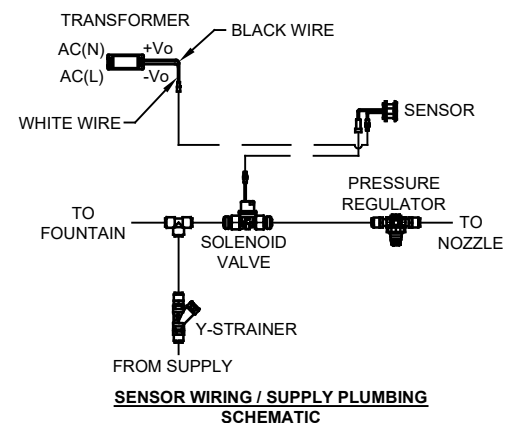 TRANSFORMER
AC(N) +Vo
BLACK WIRE
AC(L) -Vo
WHITE WIRE
SENSOR
PRESSURE
REGULATOR
TO
FOUNTAIN
SOLENOID
VALVE
TO
NOZZLE
Y-STRAINER
FROM SUPPLY
SENSOR WIRING / SUPPLY PLUMBING
SCHEMATIC